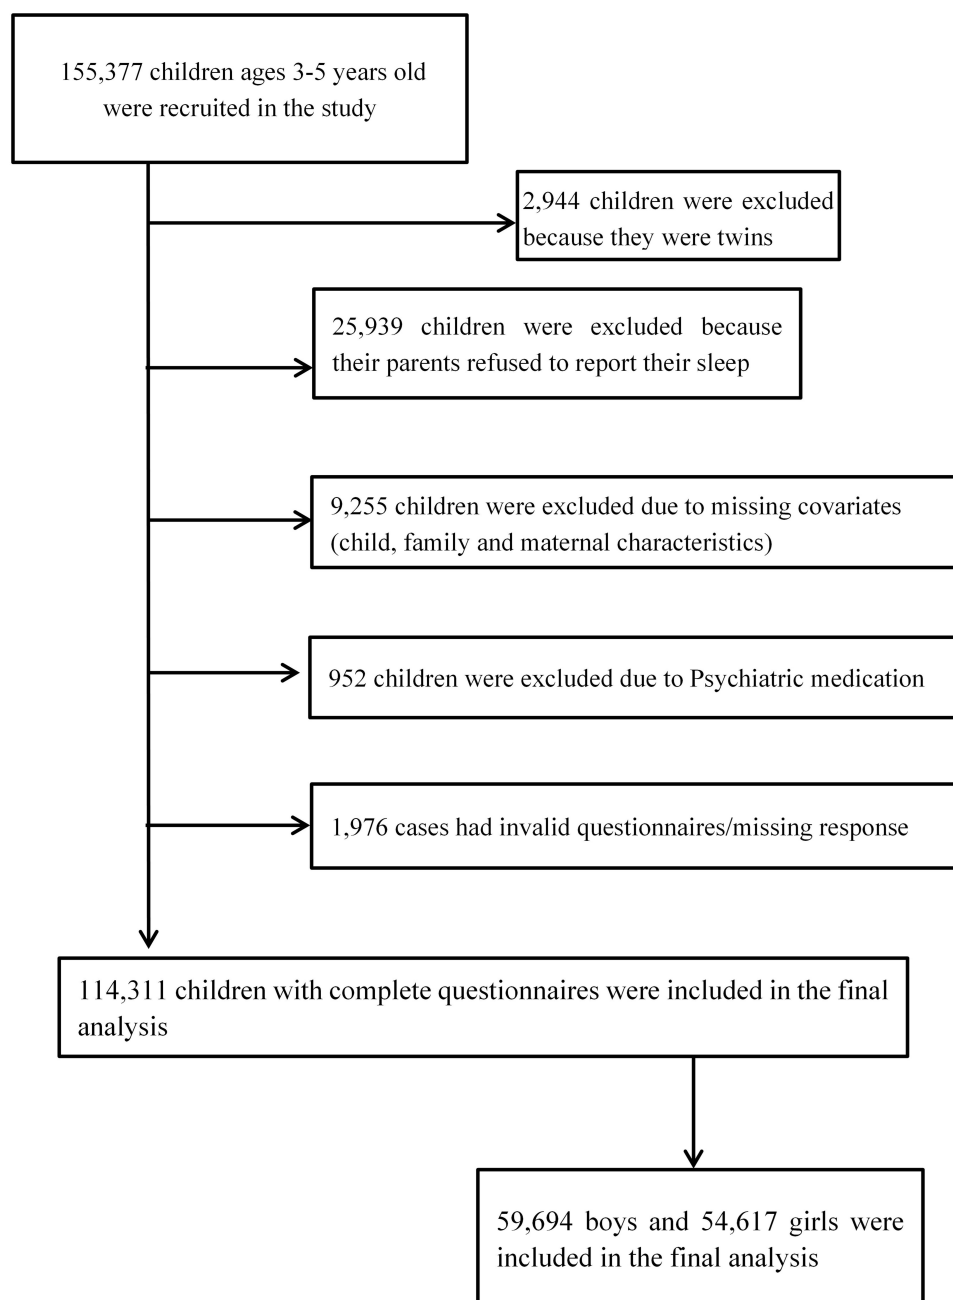 155,377 children ages 3-5 years old
were recruited in the study
2,944 children were excluded
because they were twins
25,939 children were excluded because
their parents refused to report their sleep
9,255 children were excluded due to missing covariates
(child, family and maternal characteristics)
952 children were excluded due to Psychiatric medication
1,976 cases had invalid questionnaires/missing response
114,311 children with complete questionnaires were included in the final
analysis
59,694 boys and 54,617 girls were
included in the final analysis